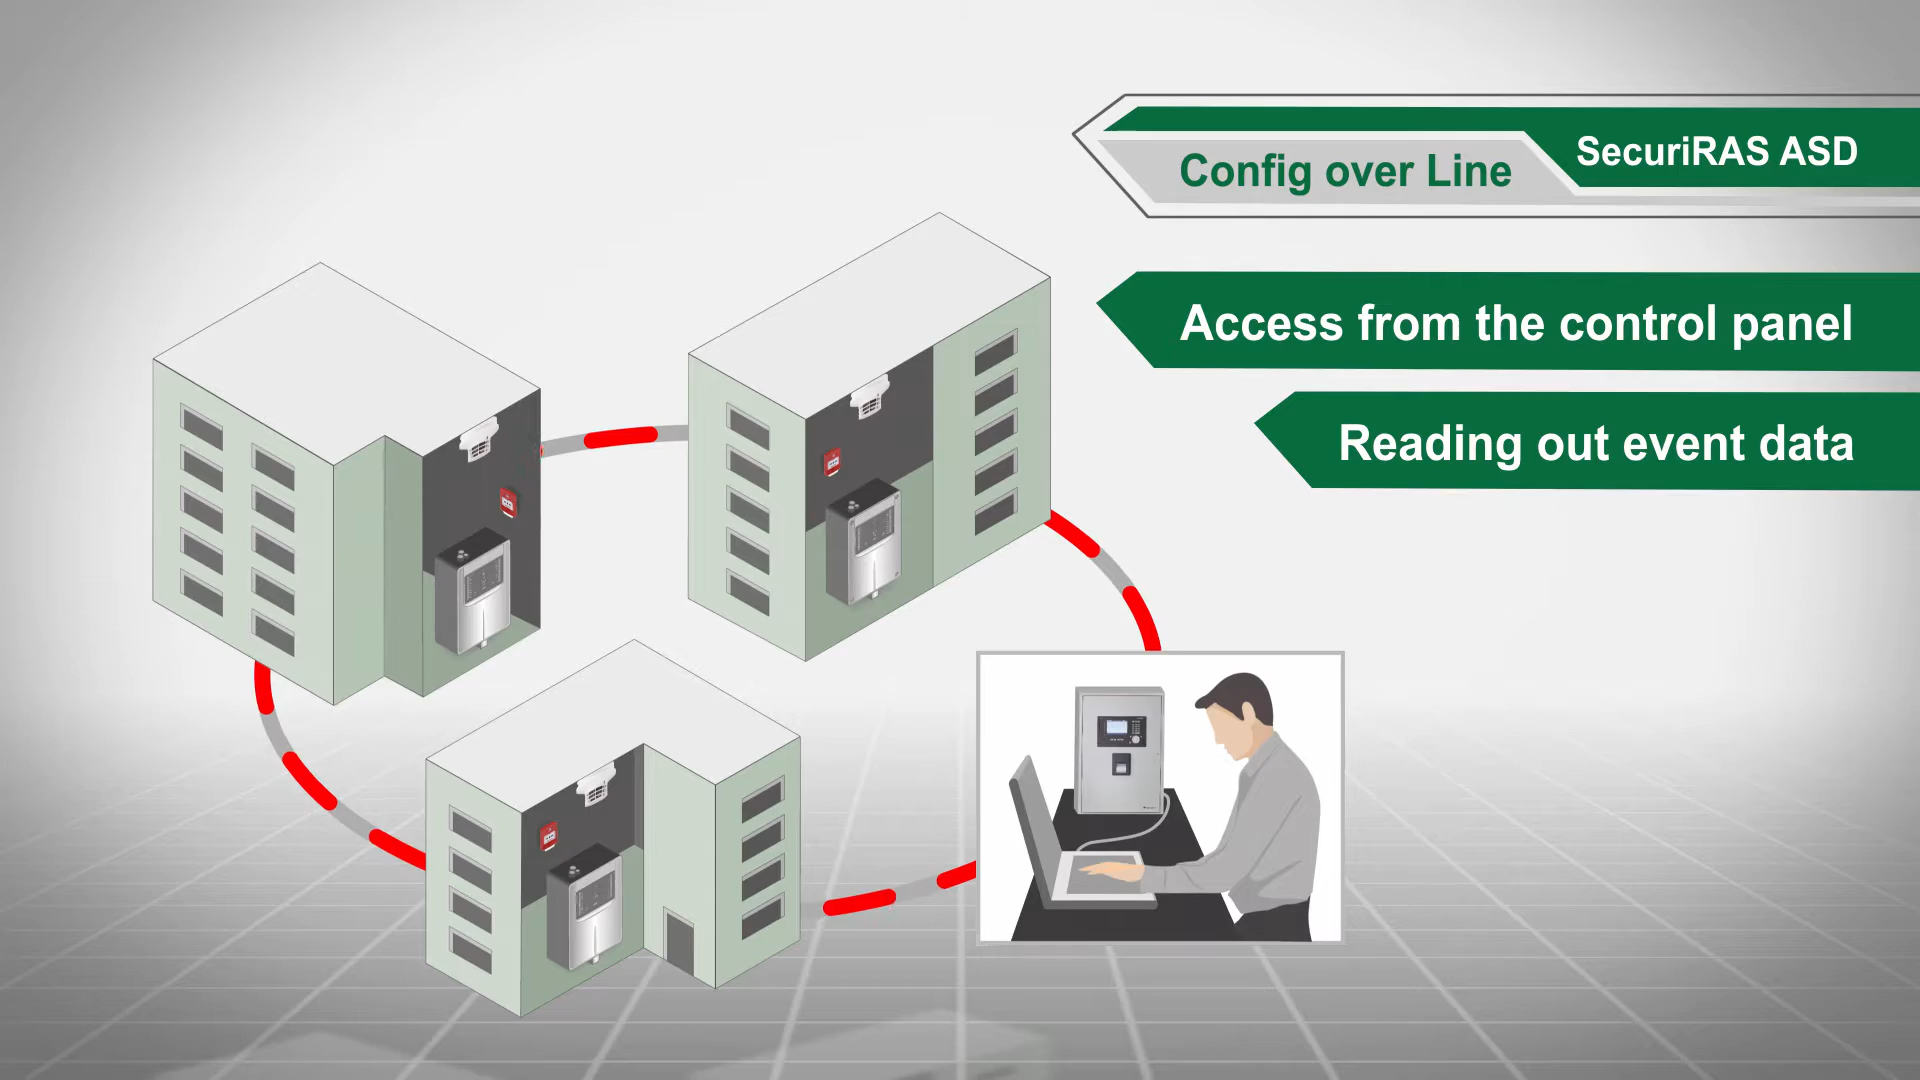 Config over Line
SecuriRAS ASD
Access from the control panel
Reading out event data